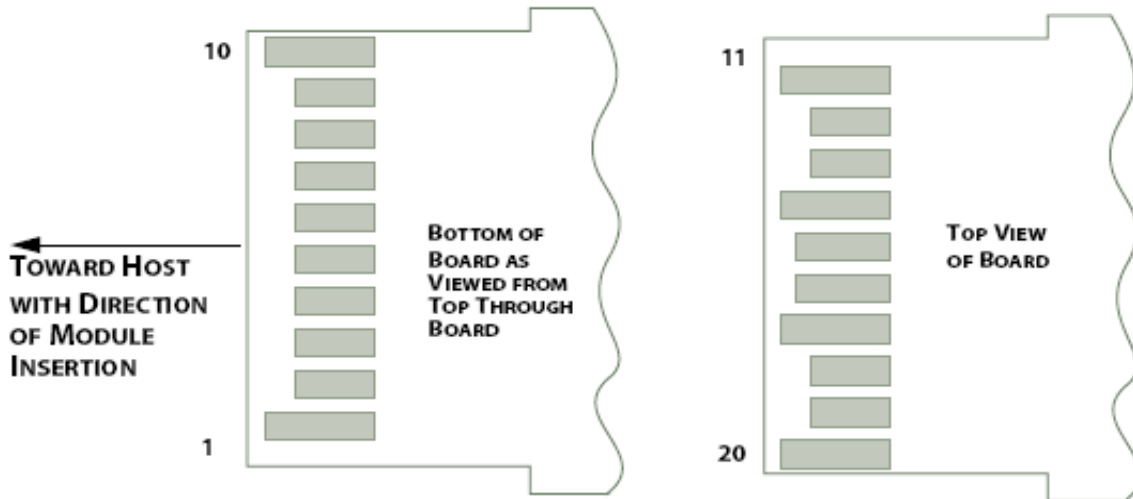 10
Toward Host
with Direction
of Module
Insertion
1
Bottom of
Board as
Viewed from
Top Through
Board
11
Top View
of Board
20